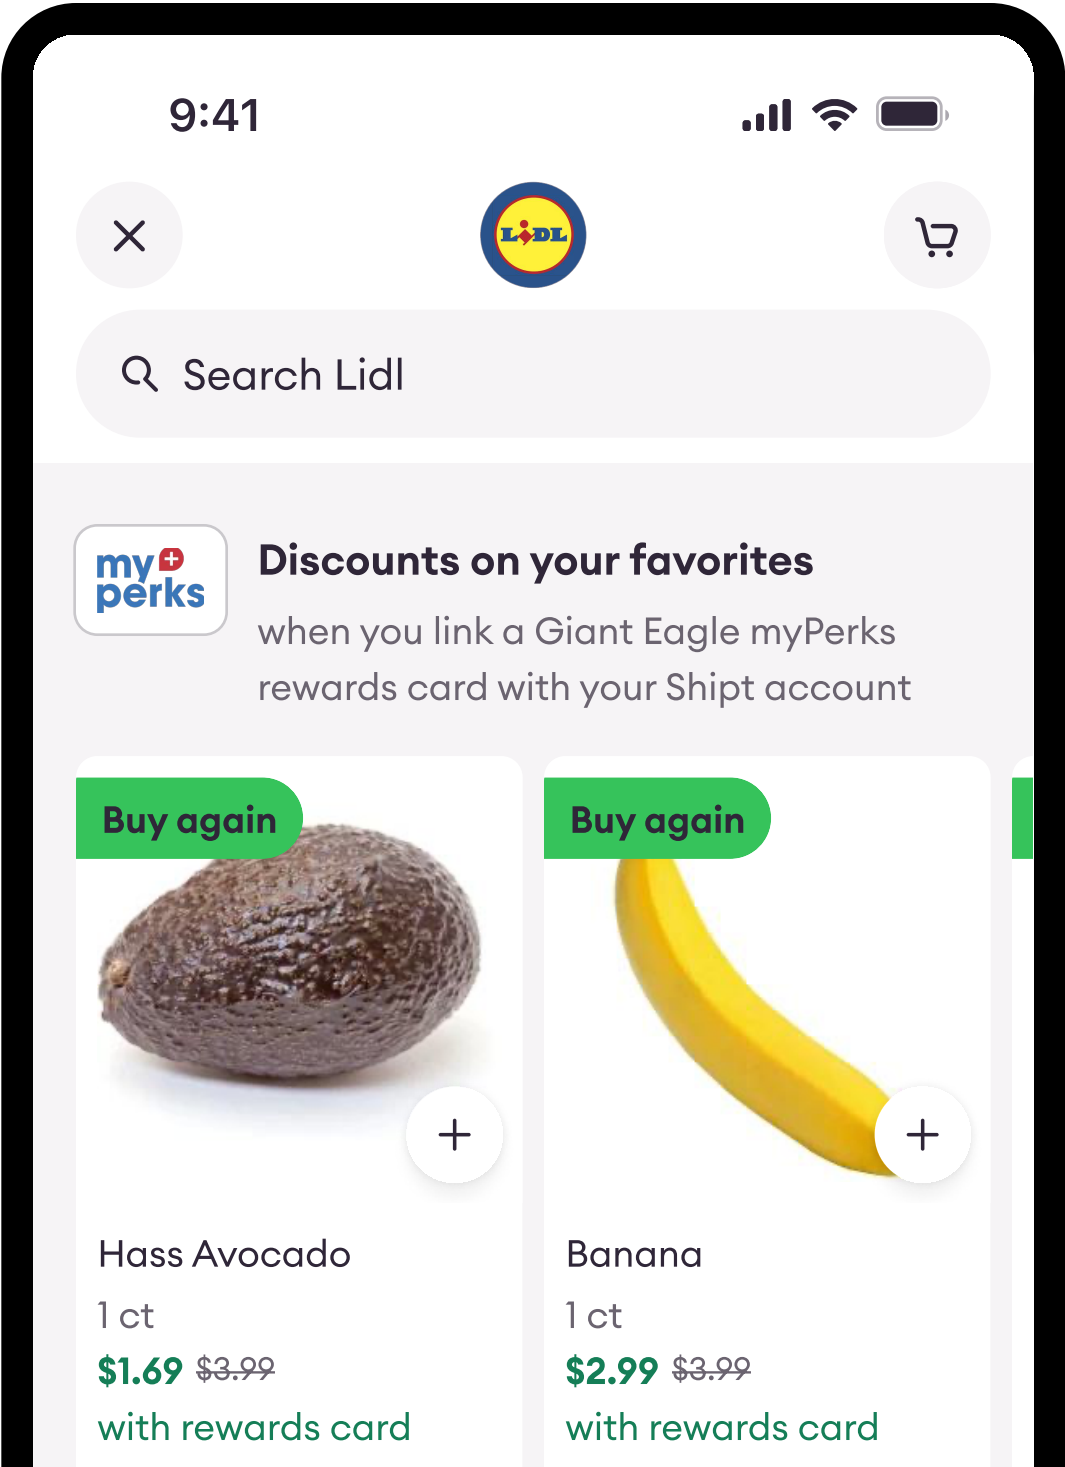 9:41
LIDL
Search Lidl
my
perks
Discounts on your favorites
when you link a Giant Eagle myPerks
rewards card with your Shipt account
Buy again
Buy again
Hass Avocado
1 ct
$1.69 $3.99
with rewards card
Banana
1 ct
$2.99 $3.99
with rewards card